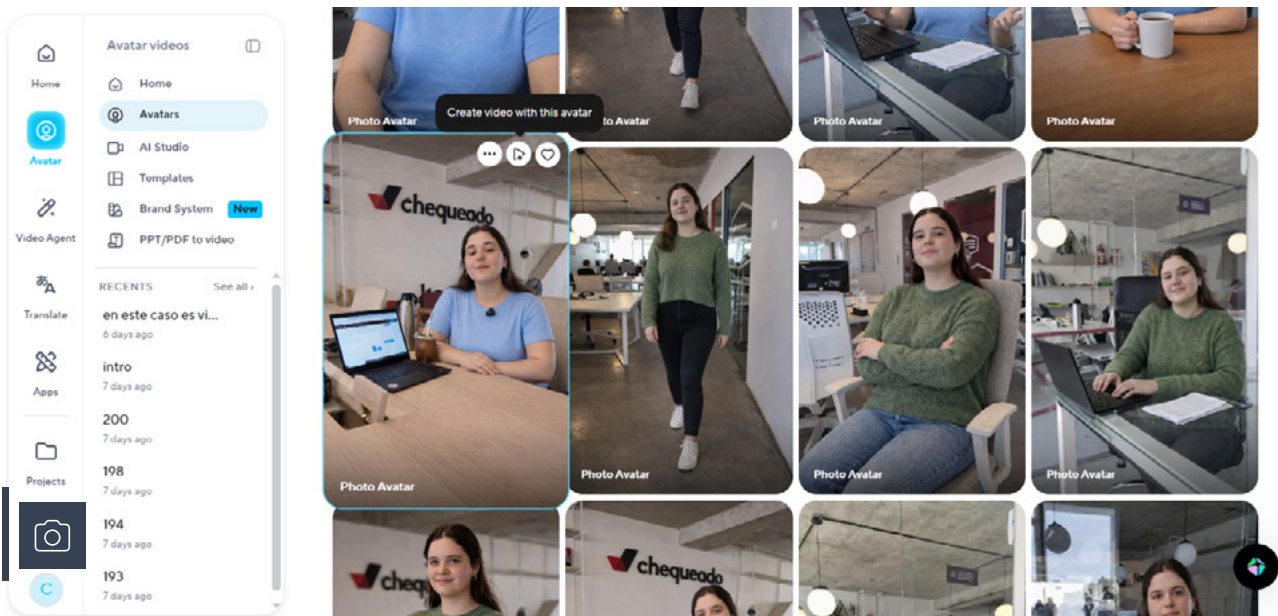 Home
Avatar
Video Agent
Translate
Apps
Projects
C
Avatar videos
Home
Avatars
AI Studio
Templates
Brand System New
PPT/PDF to video
RECENTS See all ›
en este caso es vi...
6 days ago
intro
7 days ago
200
7 days ago
198
7 days ago
194
7 days ago
193
7 days ago
Photo Avatar
to Avatar
Photo Avatar
Photo Avatar
Create video with this avatar
chequeado
Photo Avatar
Photo Avatar
Photo Avatar
Photo Avatar
cheq
chequeado